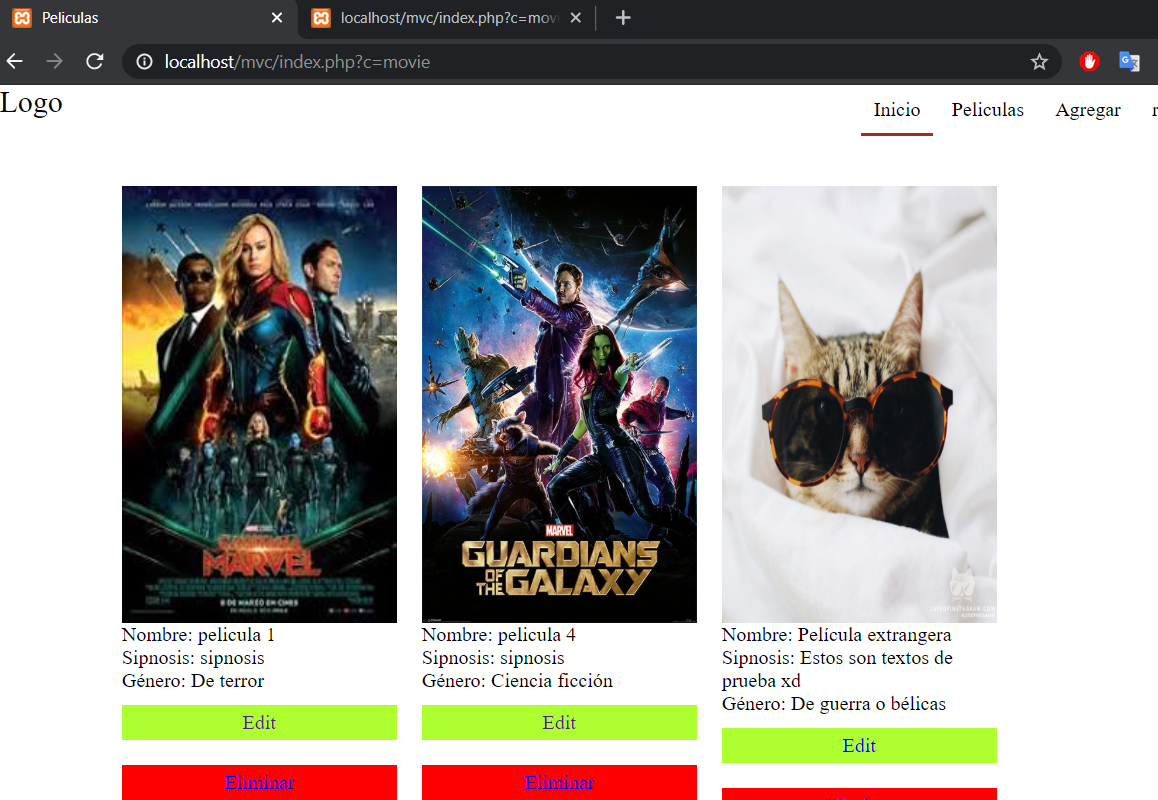 Peliculas
localhost/mvc/index.php?c=movi
localhost/mvc/index.php?c=movie
Logo
Inicio Peliculas Agregar r
MARVEL
8 DE MARZO EN CINES
MARVEL
GUARDIANS
OF THE GALAXY
Nombre: pelicula 1
Sipnosis: sipnosis
Género: De terror
Edit
Eliminar
Nombre: pelicula 4
Sipnosis: sipnosis
Género: Ciencia ficción
Edit
Eliminar
Nombre: Película extrangera
Sipnosis: Estos son textos de
prueba xd
Género: De guerra o bélicas
Edit